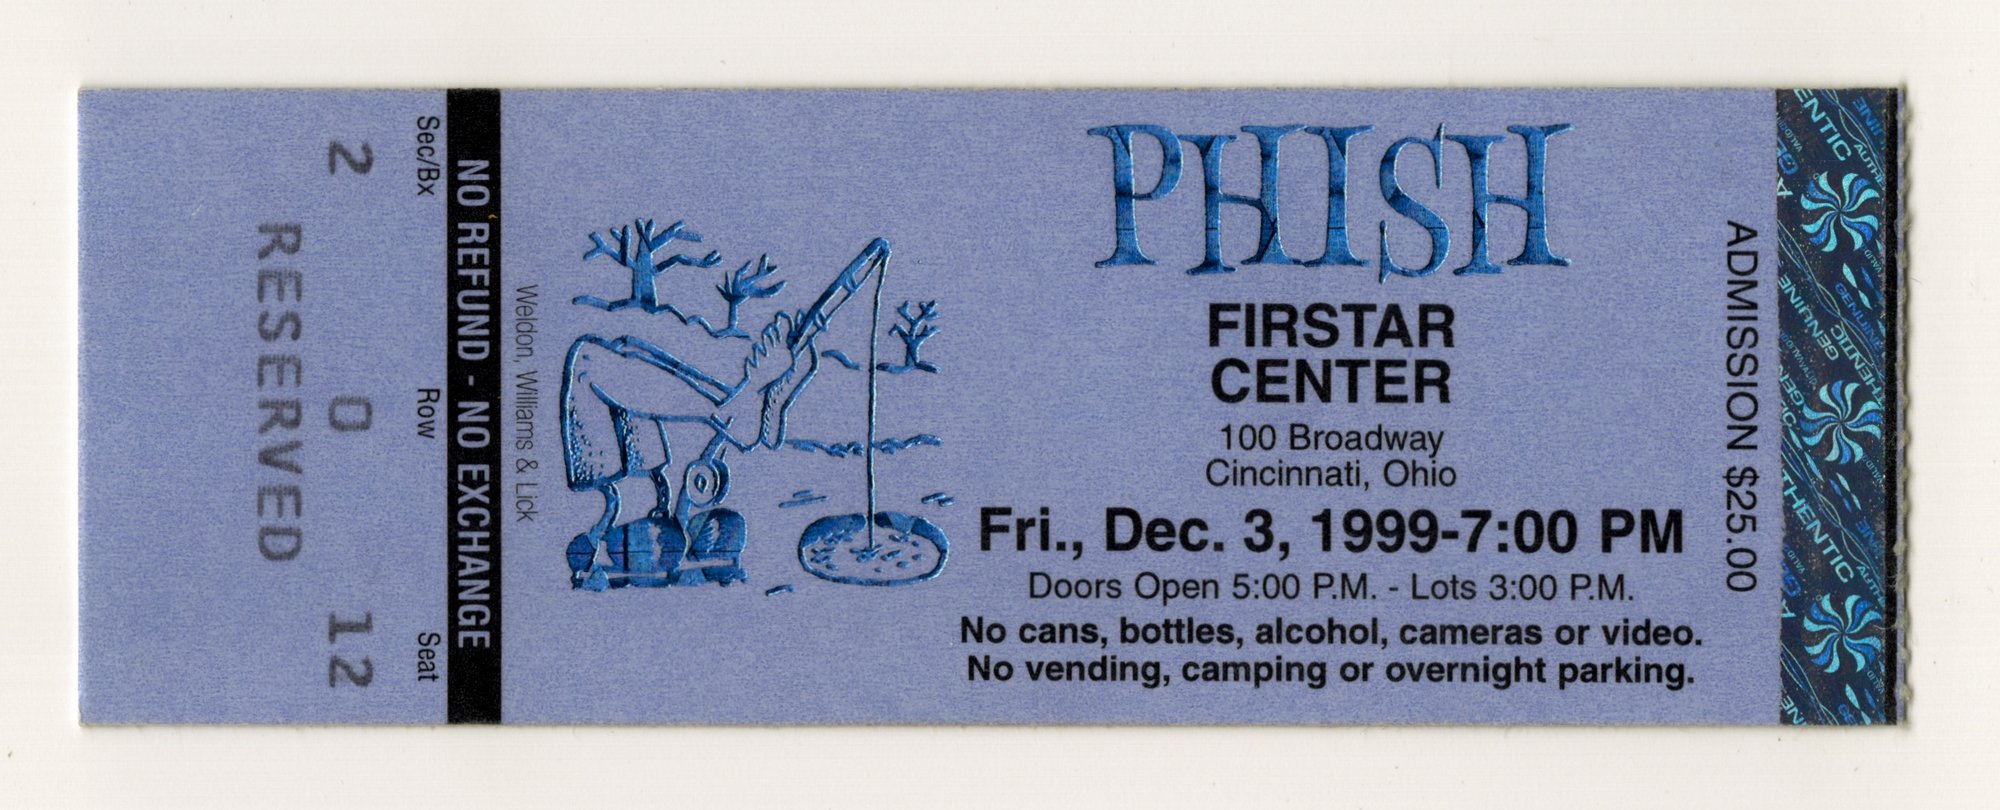 Sec/Bx Row Seat
2 O 12
RESERVED
NO REFUND - NO EXCHANGE
Weldon, Williams & Lick
PHISH
FIRSTAR
CENTER
100 Broadway
Cincinnati, Ohio
Fri., Dec. 3, 1999-7:00 PM
Doors Open 5:00 P.M. - Lots 3:00 P.M.
No cans, bottles, alcohol, cameras or video.
No vending, camping or overnight parking.
ADMISSION $25.00
AUTHENTIC
GENUINE